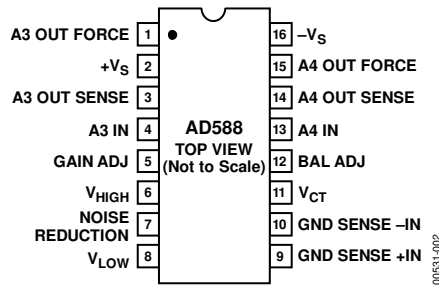 A3 OUT FORCE 1 16 –VS
+VS 2 15 A4 OUT FORCE
A3 OUT SENSE 3 14 A4 OUT SENSE
A3 IN 4 AD588 13 A4 IN
TOP VIEW
GAIN ADJ 5 (Not to Scale) 12 BAL ADJ
VHIGH 6 11 VCT
NOISE
REDUCTION 7 10 GND SENSE –IN
VLOW 8 9 GND SENSE +IN
00531-002